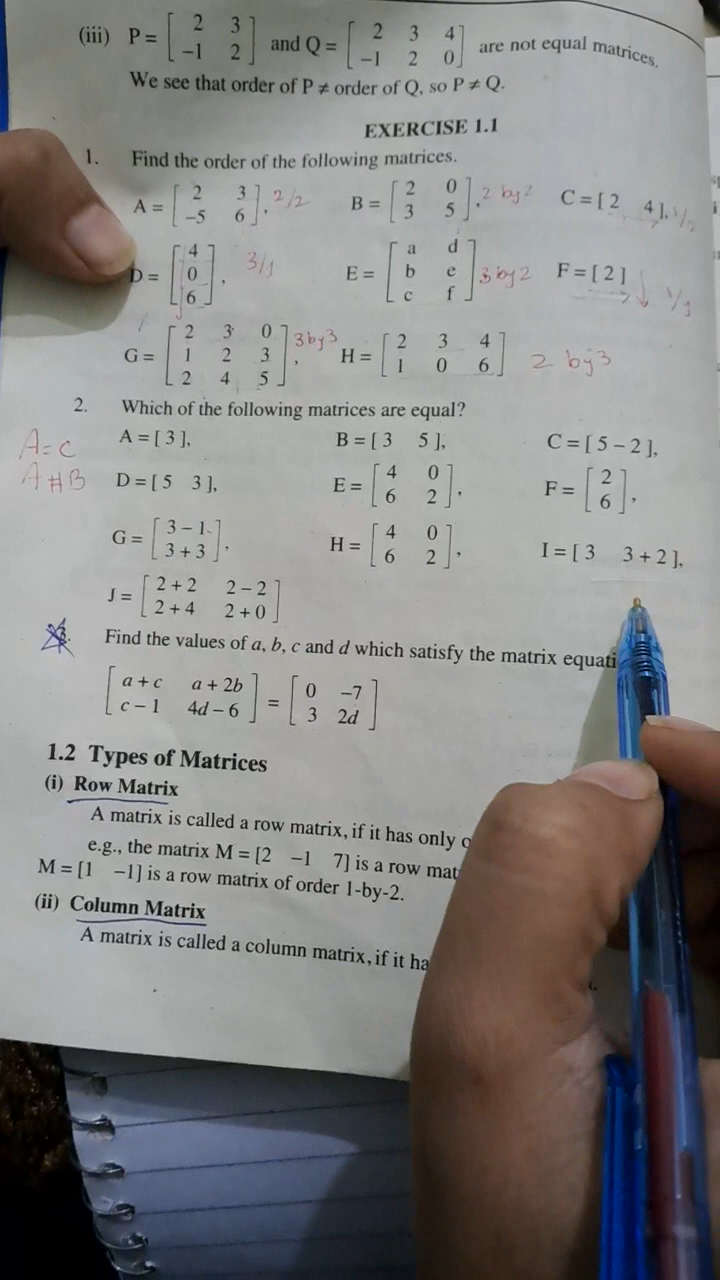 (iii) P = [ 2 3 -1 2 ] and Q = [ 2 3 4 -1 2 0 ] are not equal matrices.
We see that order of P ≠ order of Q, so P ≠ Q.
EXERCISE 1.1
1. Find the order of the following matrices.
A = [ 2 3 -5 6 ], 2/2 B = [ 2 0 3 5 ], 2 by 2 C = [ 2 4 ], 1/2
D = [ 4 0 6 ], 3/1 E = [ a d b e c f ] 3 by 2 F = [ 2 ] 1/1
G = [ 2 3 0 1 2 3 2 4 5 ], 3 by 3 H = [ 2 3 4 1 0 6 ] 2 by 3
2. Which of the following matrices are equal?
A = [ 3 ], B = [ 3 5 ], C = [ 5 – 2 ],
A = C
D = [ 5 3 ], E = [ 4 0 6 2 ], F = [ 2 6 ],
A ≠ B
G = [ 3 – 1 3 + 3 ], H = [ 4 0 6 2 ], I = [ 3 3 + 2 ],
J = [ 2 + 2 2 – 2 2 + 4 2 + 0 ]
3. Find the values of a, b, c and d which satisfy the matrix equati
[ a + c a + 2b c – 1 4d – 6 ] = [ 0 –7 3 2d ]
1.2 Types of Matrices
(i) Row Matrix
A matrix is called a row matrix, if it has only
e.g., the matrix M = [2 –1 7] is a row mat
M = [1 –1] is a row matrix of order 1-by-2.
(ii) Column Matrix
A matrix is called a column matrix, if it ha